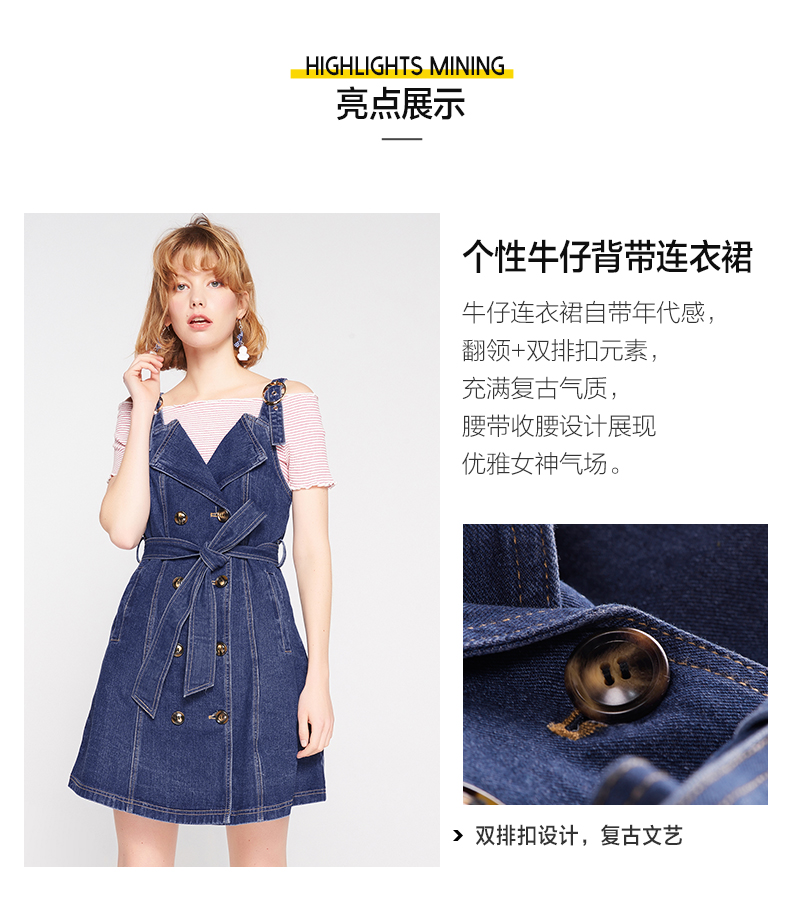 HIGHLIGHTS MINING
亮点展示
个性牛仔背带连衣裙
牛仔连衣裙自带年代感，
翻领+双排扣元素，
充满复古气质，
腰带收腰设计展现
优雅女神气场。
双排扣设计，复古文艺